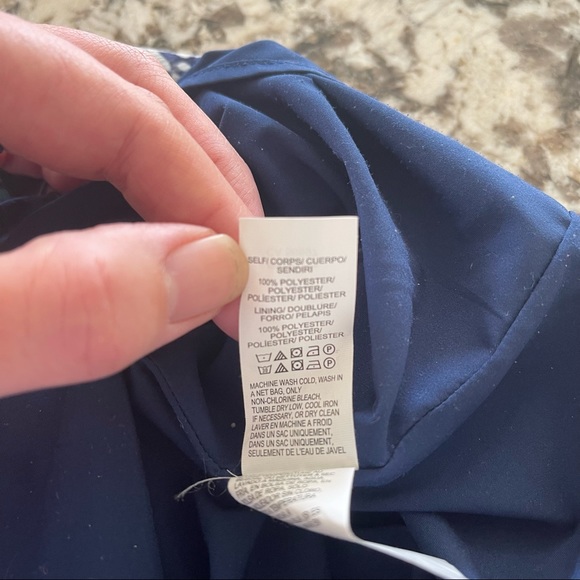 SELF/ CORPS/ CUERPO/
SENDIRI
100% POLYESTER/
POLYESTER/
POLIESTER/ POLIESTER
LINING/ DOUBLURE/
FORRO/ PELAPIS
100% POLYESTER/
POLYESTER/
POLIESTER/ POLIESTER
MACHINE WASH COLD, WASH IN
A NET BAG, ONLY
NON-CHLORINE BLEACH,
TUMBLE DRY LOW, COOL IRON
IF NECESSARY, OR DRY CLEAN
LAVER EN MACHINE A FROID
DANS UN SAC UNIQUEMENT,
DANS UN SAC UNIQUEMENT,
SEULEMENT DE L'EAU DE JAVEL